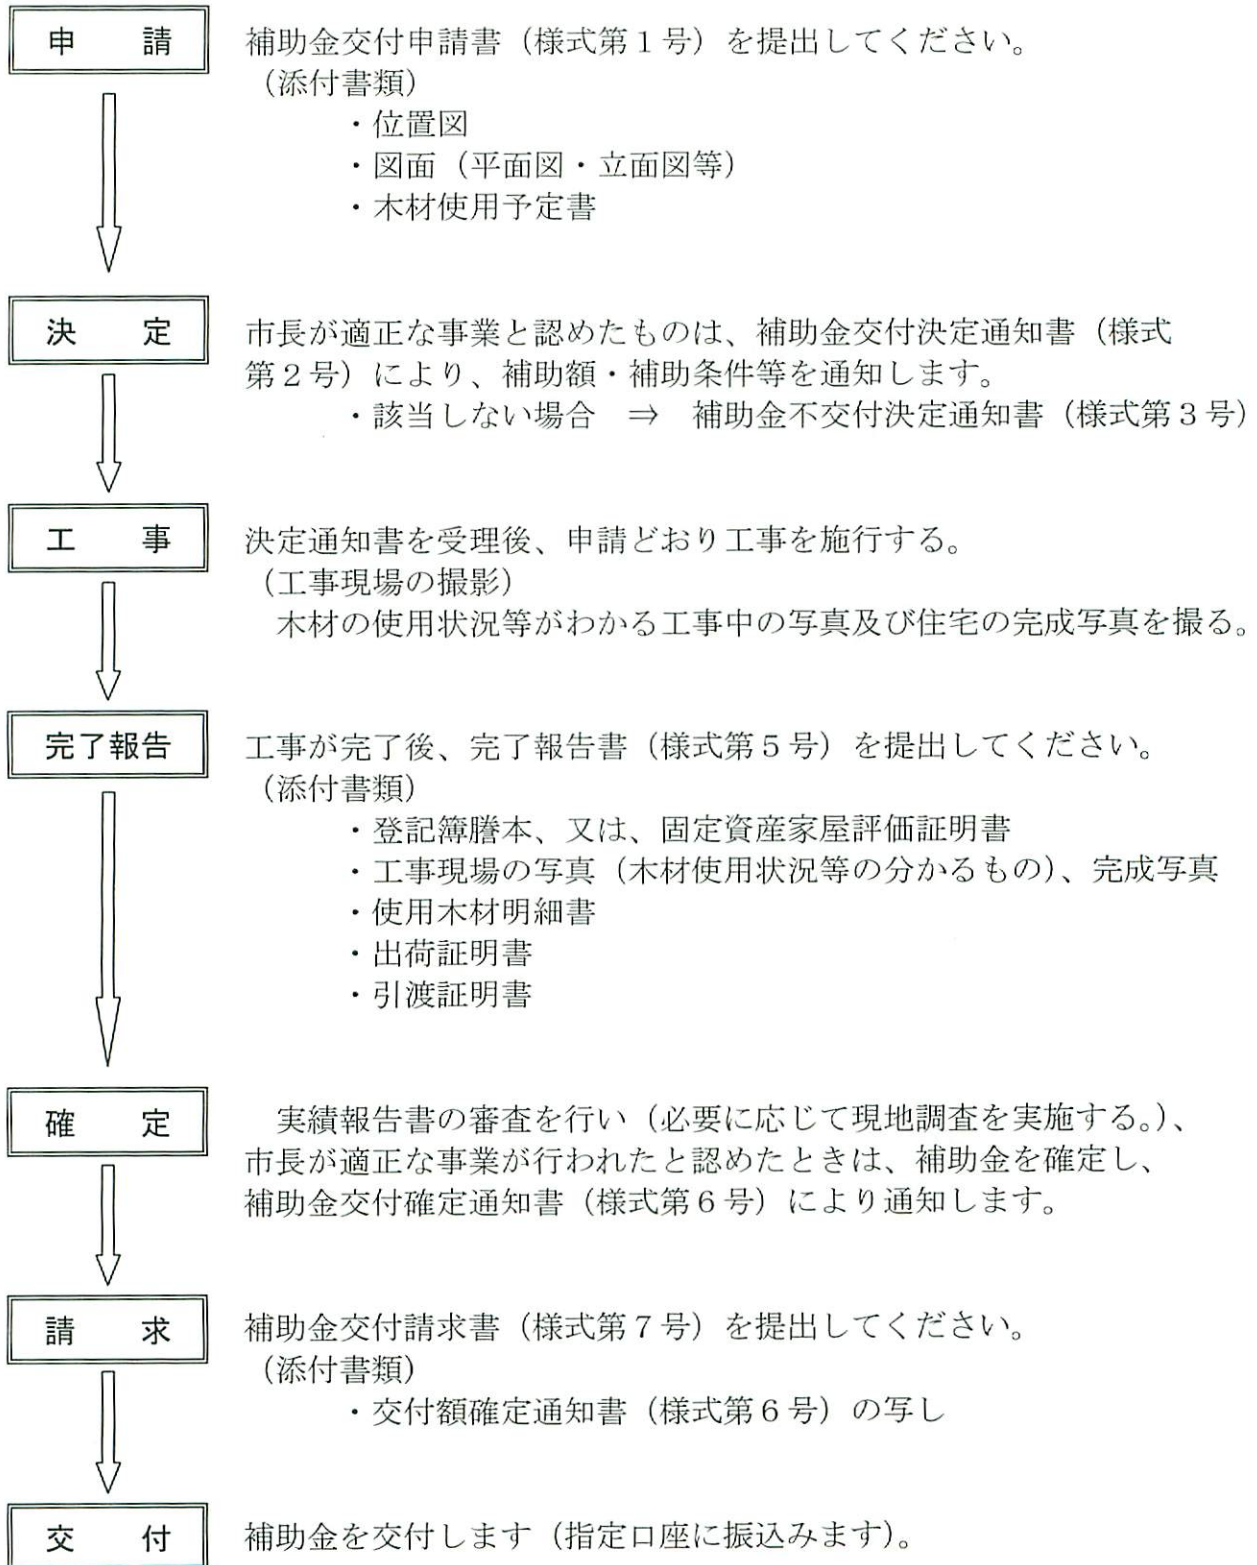 申　請
補助金交付申請書（様式第１号）を提出してください。
（添付書類）
・位置図
・図面（平面図・立面図等）
・木材使用予定書
決　定
市長が適正な事業と認めたものは、補助金交付決定通知書（様式
第２号）により、補助額・補助条件等を通知します。
・該当しない場合　⇒　補助金不交付決定通知書（様式第３号）
工　事
決定通知書を受理後、申請どおり工事を施行する。
（工事現場の撮影）
木材の使用状況等がわかる工事中の写真及び住宅の完成写真を撮る。
完了報告
工事が完了後、完了報告書（様式第５号）を提出してください。
（添付書類）
・登記簿謄本、又は、固定資産家屋評価証明書
・工事現場の写真（木材使用状況等の分かるもの）、完成写真
・使用木材明細書
・出荷証明書
・引渡証明書
確　定
実績報告書の審査を行い（必要に応じて現地調査を実施する。）、
市長が適正な事業が行われたと認めたときは、補助金を確定し、
補助金交付確定通知書（様式第６号）により通知します。
請　求
補助金交付請求書（様式第７号）を提出してください。
（添付書類）
・交付額確定通知書（様式第６号）の写し
交　付
補助金を交付します（指定口座に振込みます）。